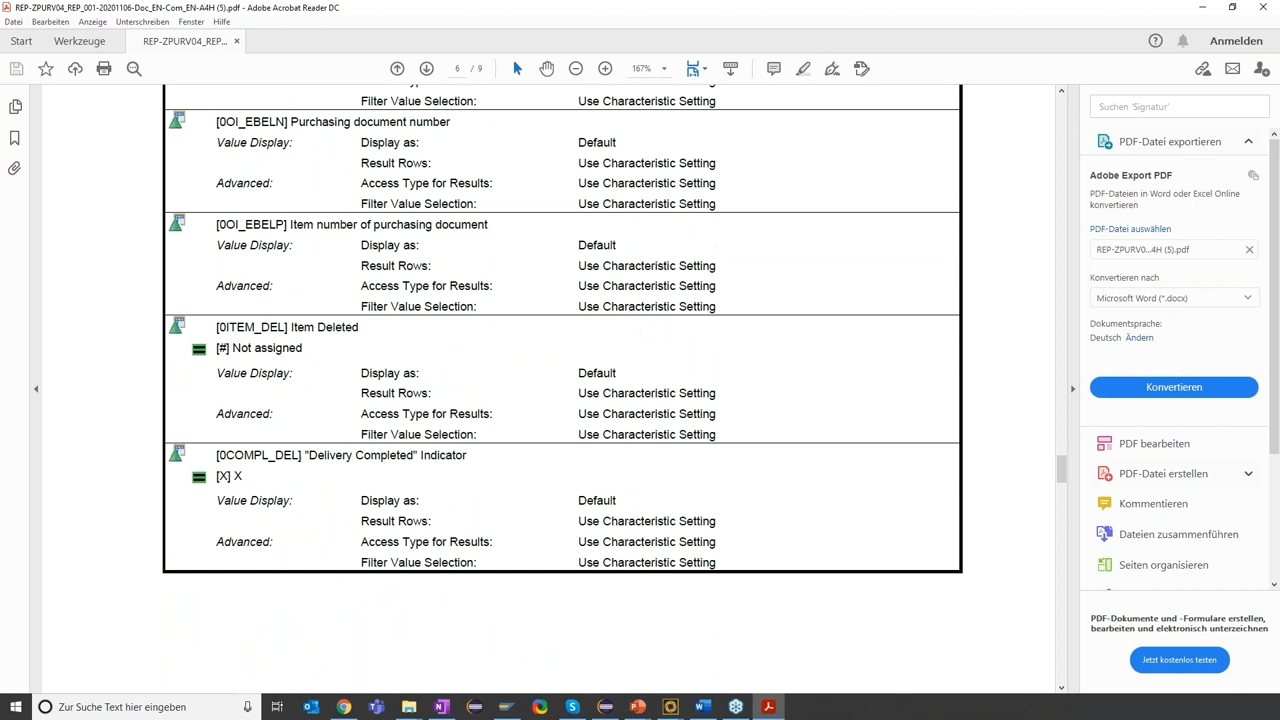 REP-ZPURV04_REP_001-20201106-Doc_EN-Com_EN-A4H (5).pdf - Adobe Acrobat Reader DC
Datei Bearbeiten Anzeige Unterschreiben Fenster Hilfe
Start Werkzeuge REP-ZPURV04_REP... × Anmelden
6 / 9 167%
Filter Value Selection: Use Characteristic Setting
[0OI_EBELN] Purchasing document number
Value Display: Display as: Default
Result Rows: Use Characteristic Setting
Advanced: Access Type for Results: Use Characteristic Setting
Filter Value Selection: Use Characteristic Setting
[0OI_EBELP] Item number of purchasing document
Value Display: Display as: Default
Result Rows: Use Characteristic Setting
Advanced: Access Type for Results: Use Characteristic Setting
Filter Value Selection: Use Characteristic Setting
[0ITEM_DEL] Item Deleted
[#] Not assigned
Value Display: Display as: Default
Result Rows: Use Characteristic Setting
Advanced: Access Type for Results: Use Characteristic Setting
Filter Value Selection: Use Characteristic Setting
[0COMPL_DEL] "Delivery Completed" Indicator
[X] X
Value Display: Display as: Default
Result Rows: Use Characteristic Setting
Advanced: Access Type for Results: Use Characteristic Setting
Filter Value Selection: Use Characteristic Setting
Suchen 'Signatur'
PDF-Datei exportieren
Adobe Export PDF
PDF-Dateien in Word oder Excel Online
konvertieren
PDF-Datei auswählen
REP-ZPURV0...4H (5).pdf
Konvertieren nach
Microsoft Word (*.docx)
Dokumentsprache:
Deutsch Ändern
Konvertieren
PDF bearbeiten
PDF-Datei erstellen
Kommentieren
Dateien zusammenführen
Seiten organisieren
PDF-Dokumente und -Formulare erstellen,
bearbeiten und elektronisch unterzeichnen
Jetzt kostenlos testen
Zur Suche Text hier eingeben